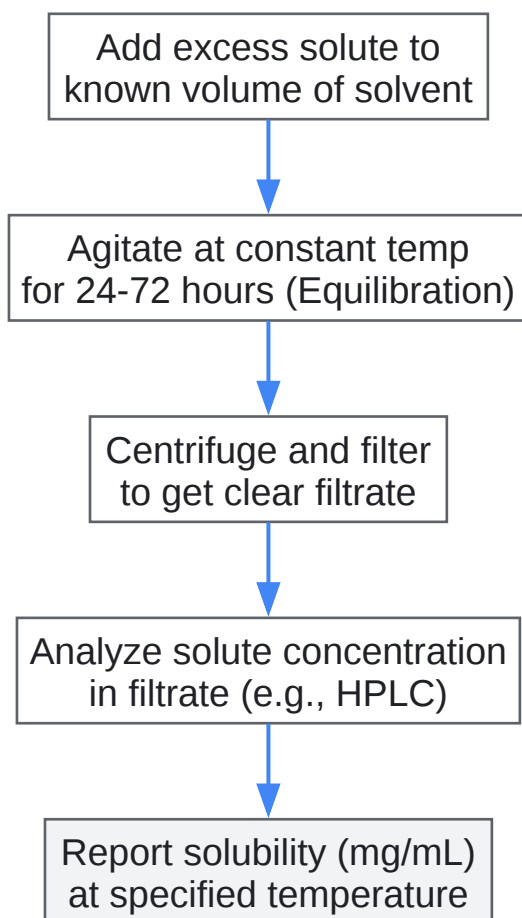 Add excess solute to
known volume of solvent
Agitate at constant temp
for 24-72 hours (Equilibration)
Centrifuge and filter
to get clear filtrate
Analyze solute concentration
in filtrate (e.g., HPLC)
Report solubility (mg/mL)
at specified temperature